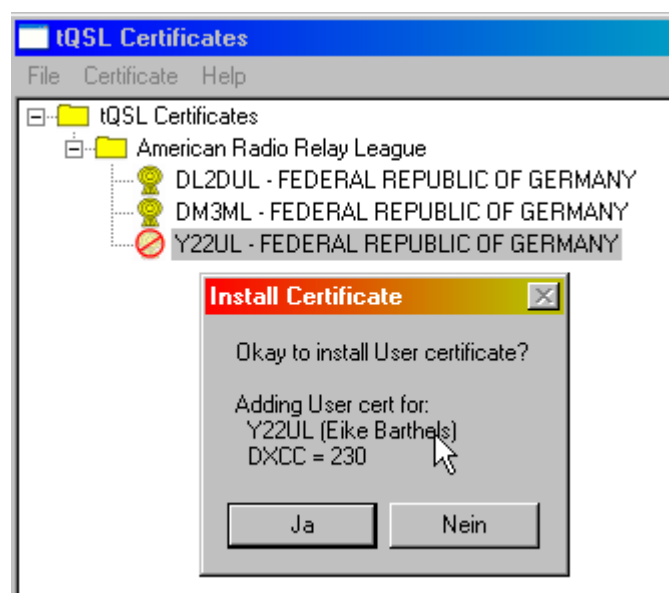 tQSL Certificates
File Certificate Help
tQSL Certificates
American Radio Relay League
DL2DUL - FEDERAL REPUBLIC OF GERMANY
DM3ML - FEDERAL REPUBLIC OF GERMANY
Y22UL - FEDERAL REPUBLIC OF GERMANY
Install Certificate
Okay to install User certificate?
Adding User cert for:
Y22UL (Eike Barthels)
DXCC = 230
Ja Nein